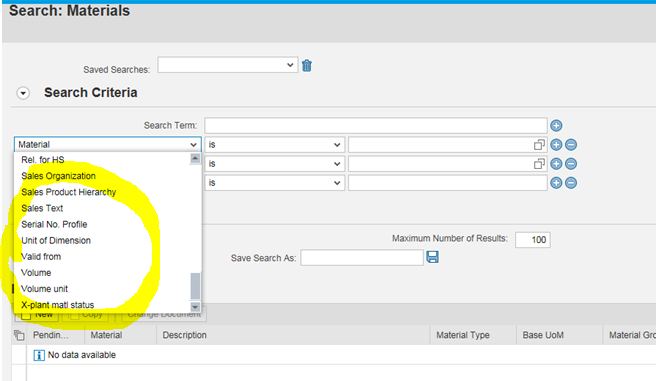 Search: Materials
Saved Searches:
Search Criteria
Search Term:
Material is
Rel. for HS is
Sales Organization
Sales Product Hierarchy is
Sales Text
Serial No. Profile
Unit of Dimension
Maximum Number of Results: 100
Valid from
Save Search As:
Volume
Volume unit
X-plant matl status
New Copy Change Document
Pendin... Material Description Material Type Base UoM Material Gro
No data available